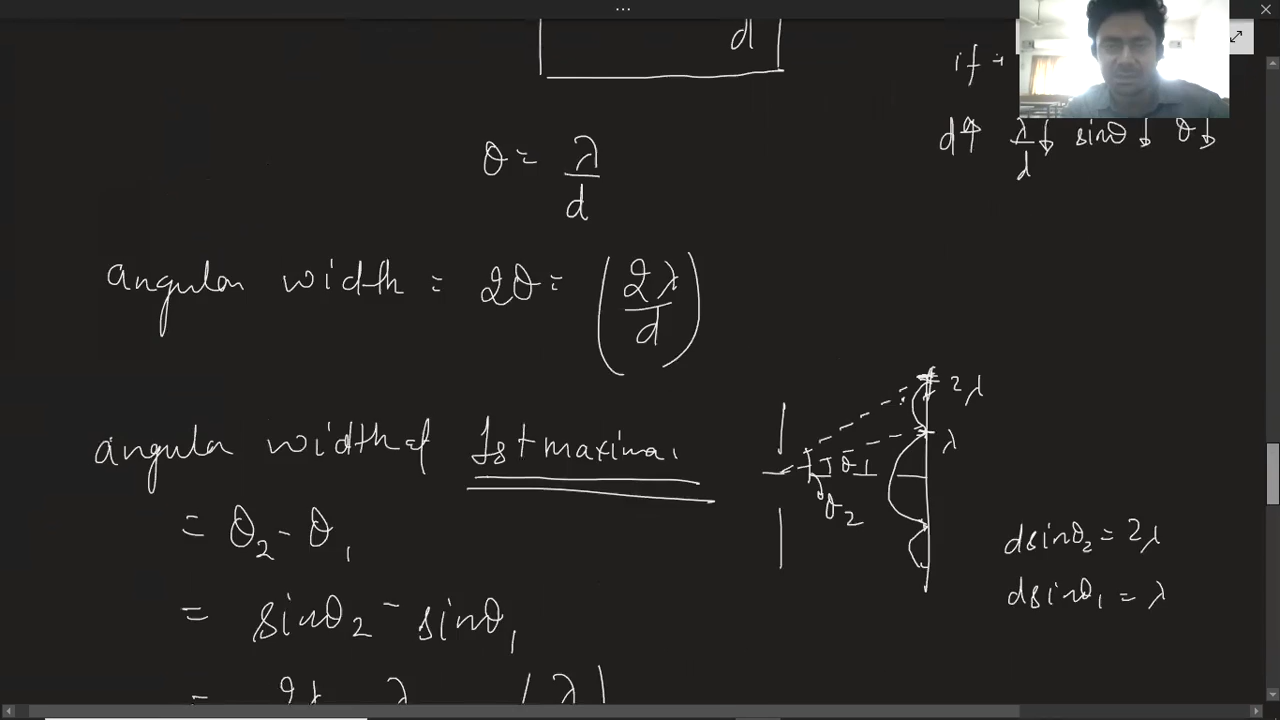 d
if
d↑ λ/d↓ sinθ↓ θ↓
θ = λ/d
angular width = 2θ = (2λ/d)
2λ
λ
θ1
θ2
angular width of 1st maxima.
= θ2 - θ1
dsinθ2 = 2λ
dsinθ1 = λ
= sinθ2 - sinθ1